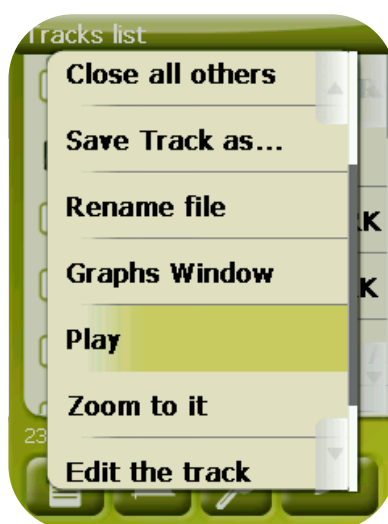 Tracks list
Close all others
Save Track as...
Rename file
K
Graphs Window
K
Play
Zoom to it
23
Edit the track